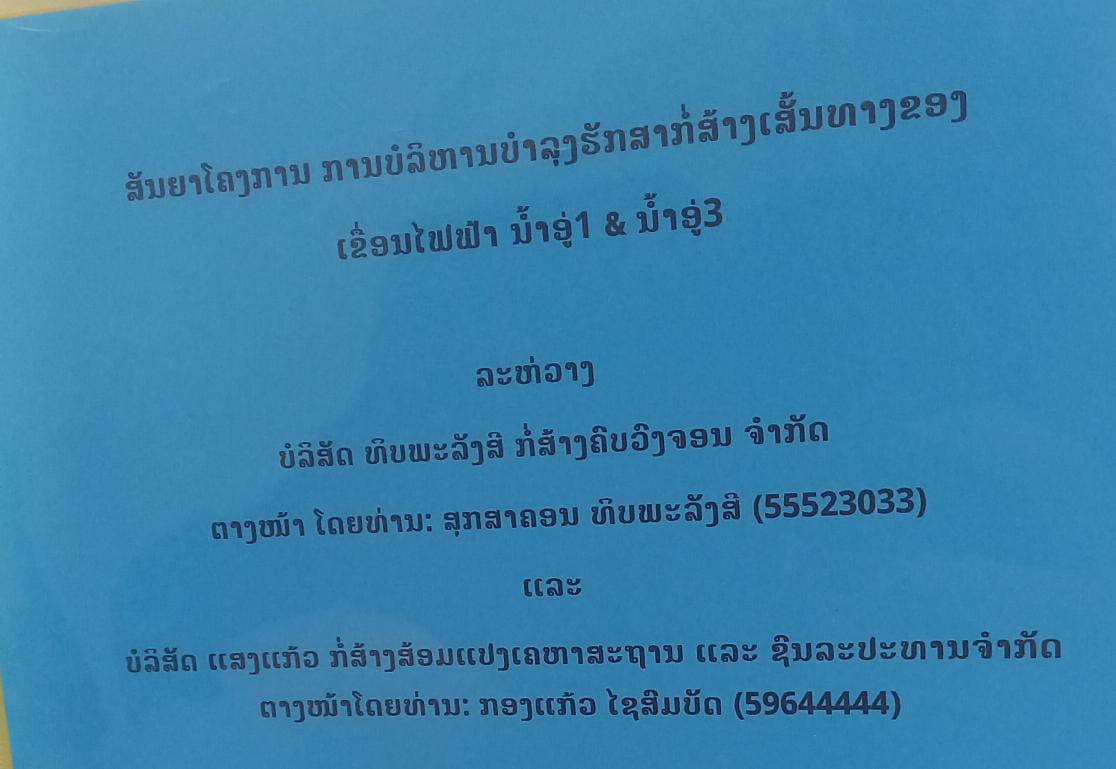 ສັນຍາໂຄງການ ການບໍລິຫານບໍາລຸງຮັກສາກໍ່ສ້າງເສັ້ນທາງຂອງ
ເຂື່ອນໄຟຟ້າ ນໍ້າອູ່1 & ນໍ້າອູ່3
ລະຫ່ວາງ
ບໍລິສັດ ທິບພະລັງສີ ກໍ່ສ້າງຄົບວົງຈອນ ຈໍາກັດ
ຕາງໜ້າ ໂດຍທ່ານ: ສຸກສາຄອນ ທິບພະລັງສີ (55523033)
ແລະ
ບໍລິສັດ ແສງແກ້ວ ກໍ່ສ້າງສ້ອມແປງເຄຫາສະຖານ ແລະ ຊົນລະປະທານຈໍາກັດ
ຕາງໜ້າໂດຍທ່ານ: ກອງແກ້ວ ໄຊສົມບັດ (59644444)